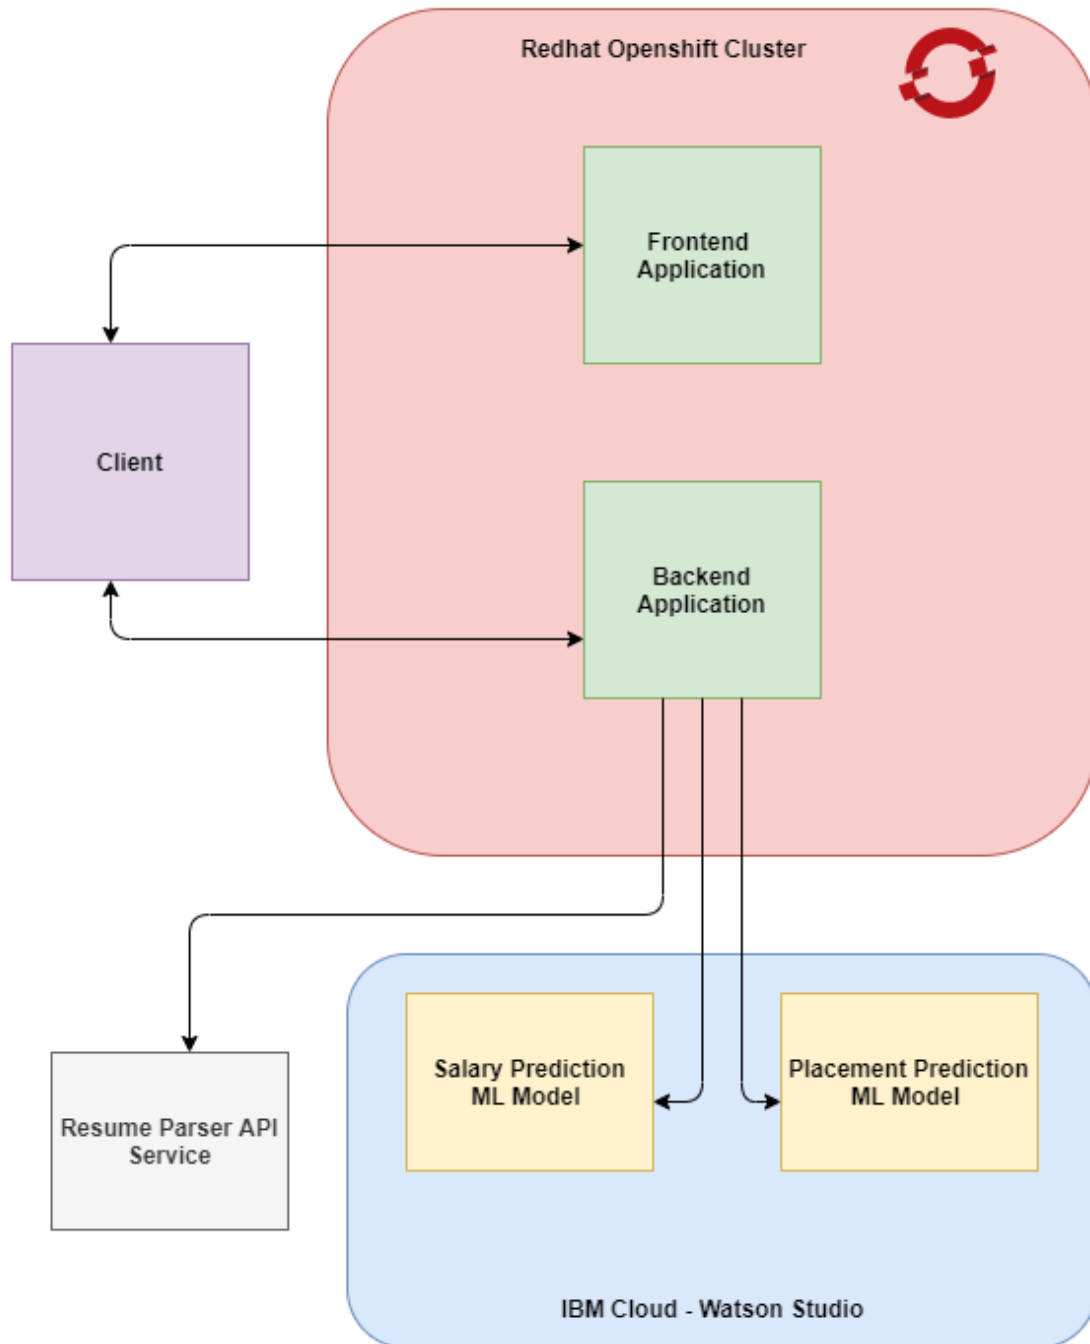 Redhat Openshift Cluster
Frontend
Application
Client
Backend
Application
Salary Prediction
ML Model
Placement Prediction
ML Model
Resume Parser API
Service
IBM Cloud - Watson Studio